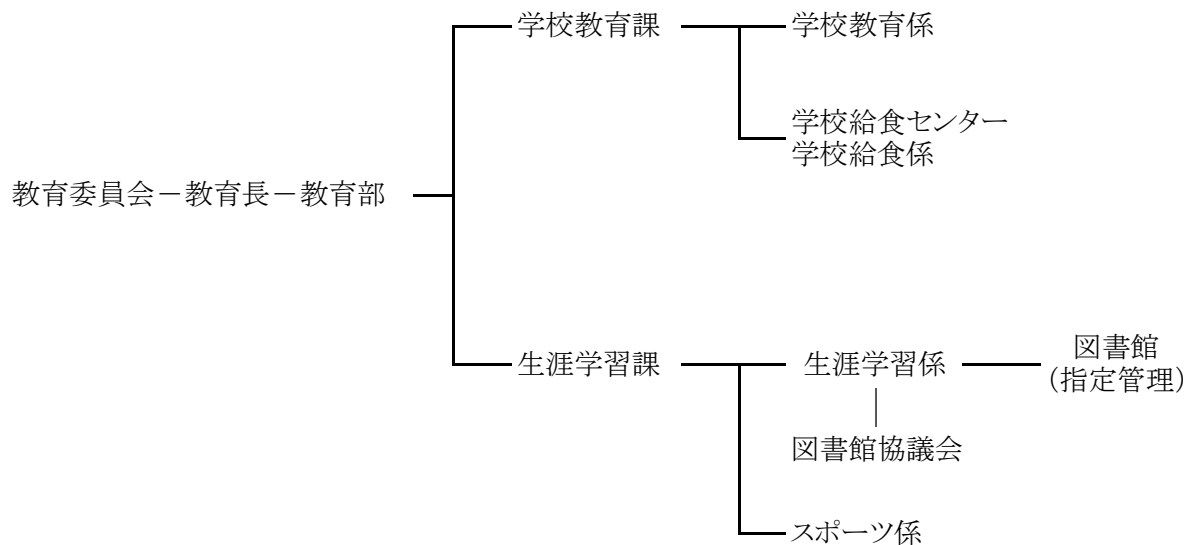 学校教育課
学校教育係
学校給食センター
学校給食係
教育委員会－教育長－教育部
生涯学習課
生涯学習係
図書館
（指定管理）
図書館協議会
スポーツ係